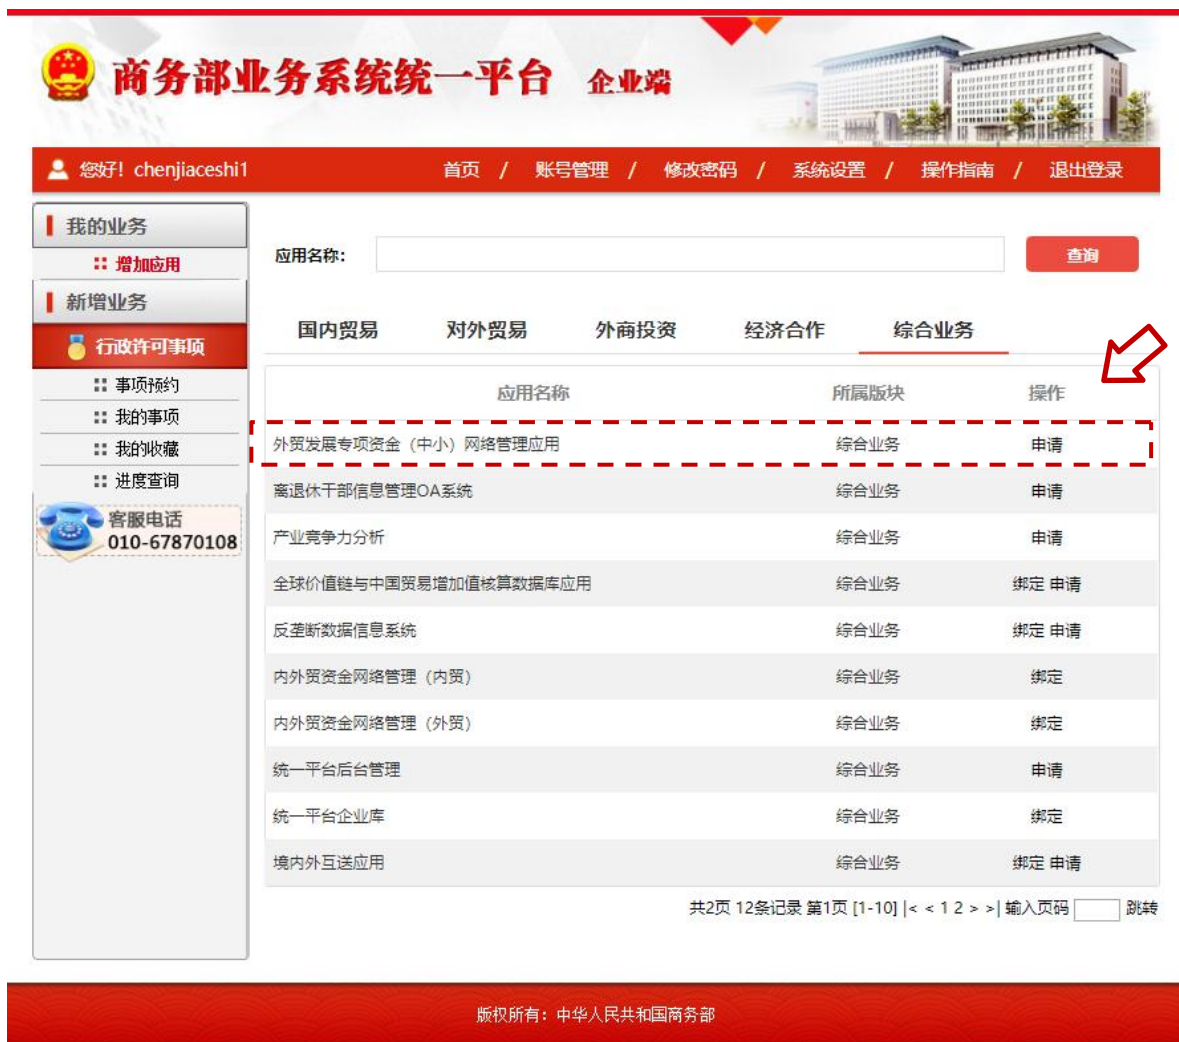 商务部业务系统统一平台 企业端
您好！chenjiaceshi1 首页 / 账号管理 / 修改密码 / 系统设置 / 操作指南 / 退出登录
我的业务
增加应用
新增业务
行政许可事项
事项预约
我的事项
我的收藏
进度查询
客服电话
010-67870108
应用名称： 查询
国内贸易 对外贸易 外商投资 经济合作 综合业务
应用名称 所属版块 操作
外贸发展专项资金（中小）网络管理应用 综合业务 申请
离退休干部信息管理OA系统 综合业务 申请
产业竞争力分析 综合业务 申请
全球价值链与中国贸易增加值核算数据库应用 综合业务 绑定 申请
反垄断数据信息系统 综合业务 绑定 申请
内外贸资金网络管理（内贸） 综合业务 绑定
内外贸资金网络管理（外贸） 综合业务 绑定
统一平台后台管理 综合业务 申请
统一平台企业库 综合业务 绑定
境内外互送应用 综合业务 绑定 申请
共2页 12条记录 第1页 [1-10] |< < 1 2 > >| 输入页码 跳转
版权所有：中华人民共和国商务部